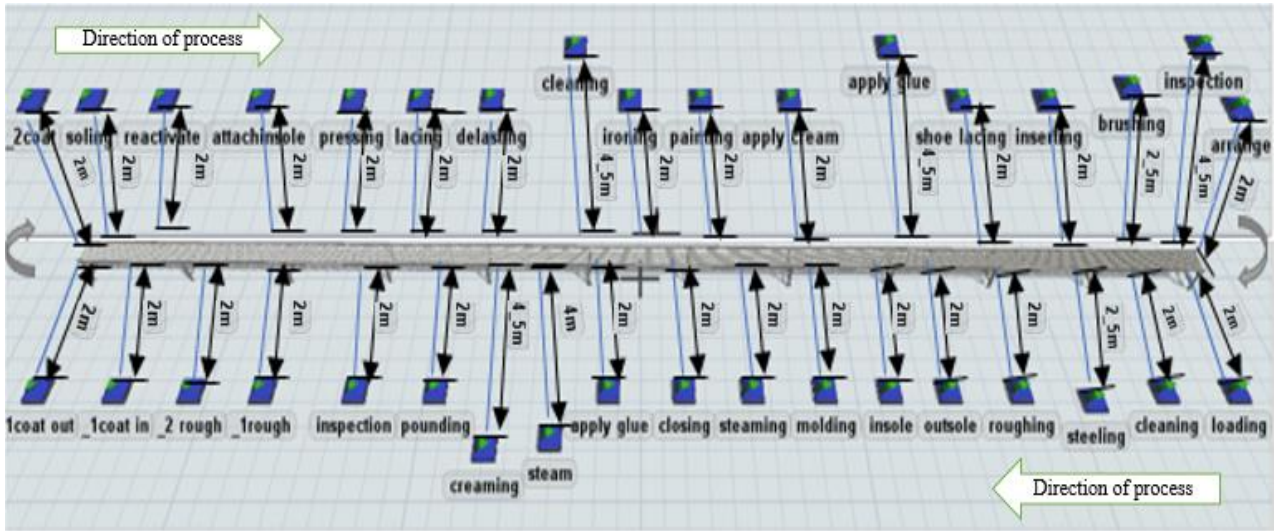 Direction of process
cleaning apply glue inspection
_2coat soling reactivate attachinsole pressing lacing delasting ironing painting apply cream shoe lacing inserting brushing arrange
2m 2m 2m 2m 2m 2m 2m 4_5m 2m 2m 2m 4_5m 2m 2m 2_5m 4_5m 2m
2m 2m 2m 2m 2m 2m 4_5m 4m 2m 2m 2m 2m 2m 2m 2m 2_5m 2m 2m
1coat out _1coat in _2 rough _1rough inspection pounding apply glue closing steaming molding insole outsole roughing steeling cleaning loading
creaming steam
Direction of process